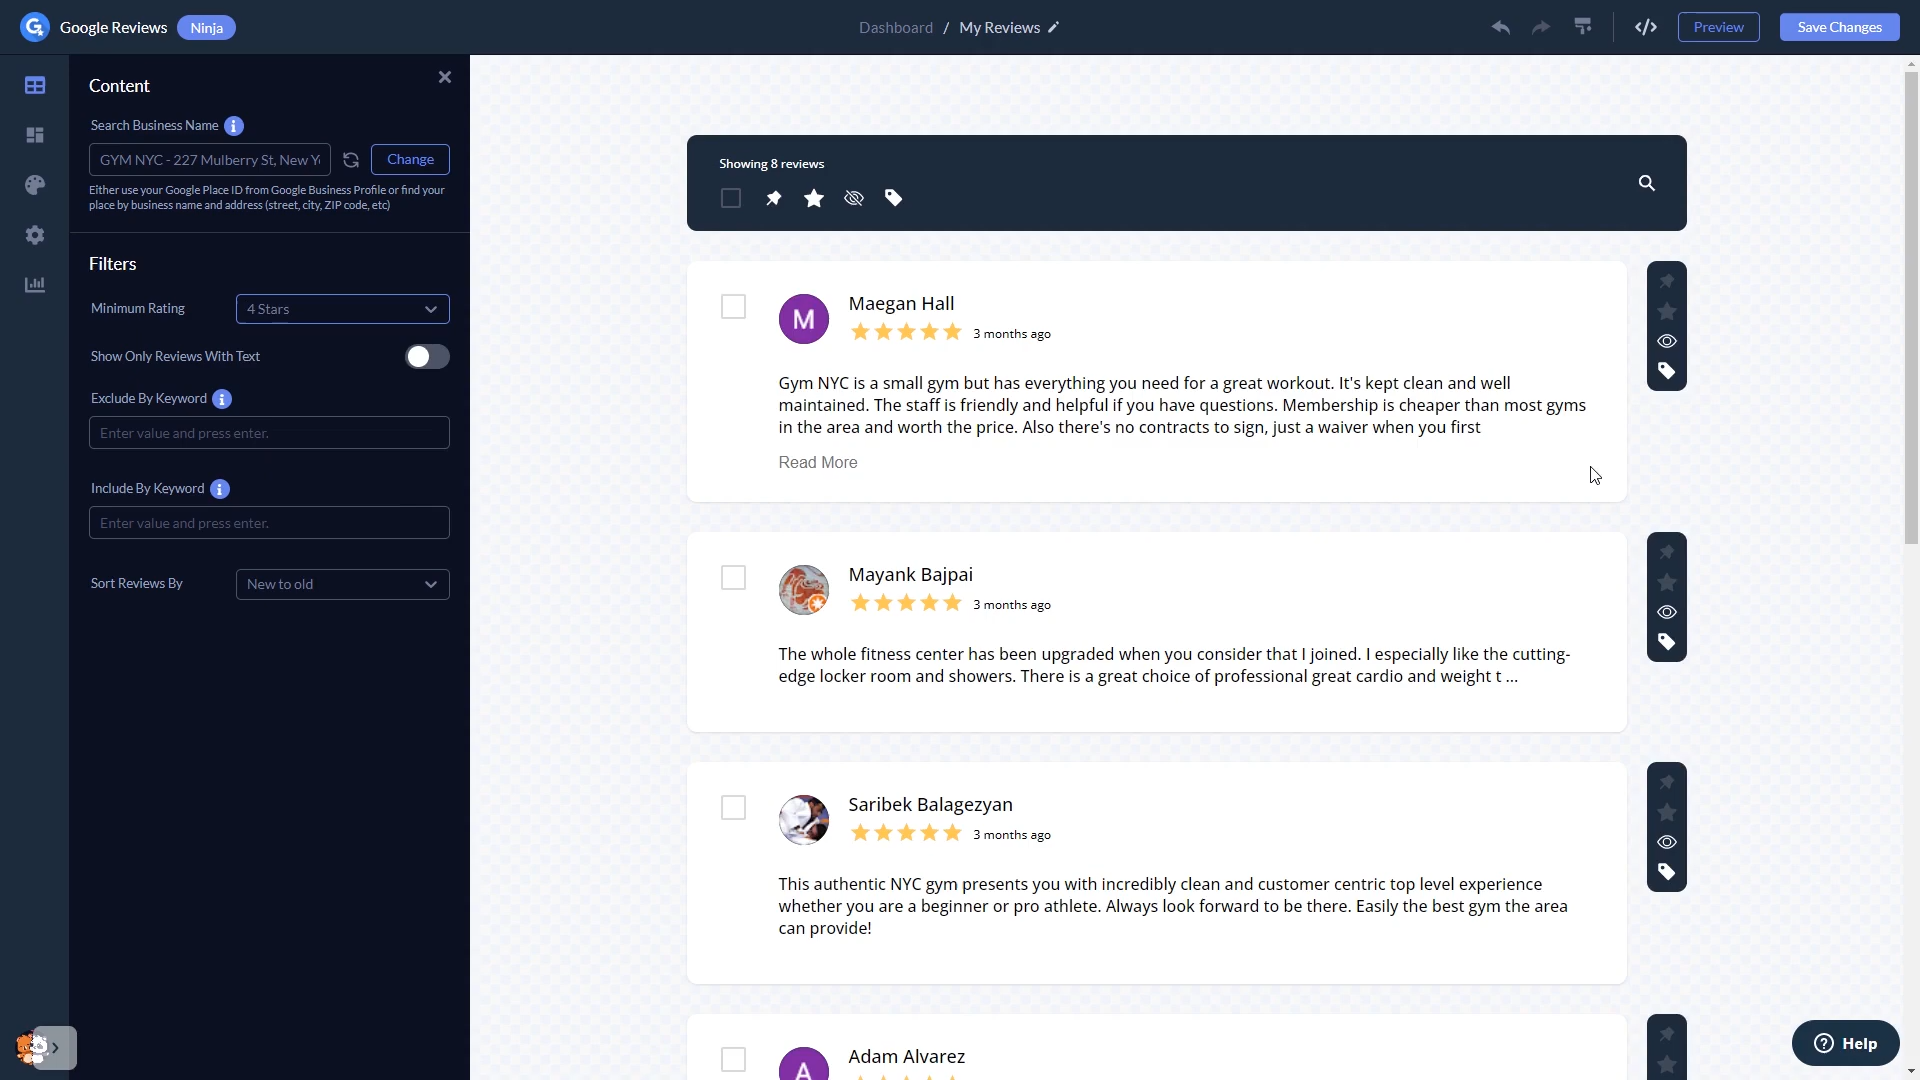 Google Reviews Ninja
Dashboard / My Reviews
Preview
Save Changes
Content
Search Business Name
GYM NYC - 227 Mulberry St, New Y
Change
Either use your Google Place ID from Google Business Profile or find your
place by business name and address (street, city, ZIP code, etc)
Filters
Minimum Rating
4 Stars
Show Only Reviews With Text
Exclude By Keyword
Enter value and press enter.
Include By Keyword
Enter value and press enter.
Sort Reviews By
New to old
Showing 8 reviews
M
Maegan Hall
3 months ago
Gym NYC is a small gym but has everything you need for a great workout. It's kept clean and well
maintained. The staff is friendly and helpful if you have questions. Membership is cheaper than most gyms
in the area and worth the price. Also there's no contracts to sign, just a waiver when you first
Read More
Mayank Bajpai
3 months ago
The whole fitness center has been upgraded when you consider that I joined. I especially like the cutting-
edge locker room and showers. There is a great choice of professional great cardio and weight t ...
Saribek Balagezyan
3 months ago
This authentic NYC gym presents you with incredibly clean and customer centric top level experience
whether you are a beginner or pro athlete. Always look forward to be there. Easily the best gym the area
can provide!
A
Adam Alvarez
Help